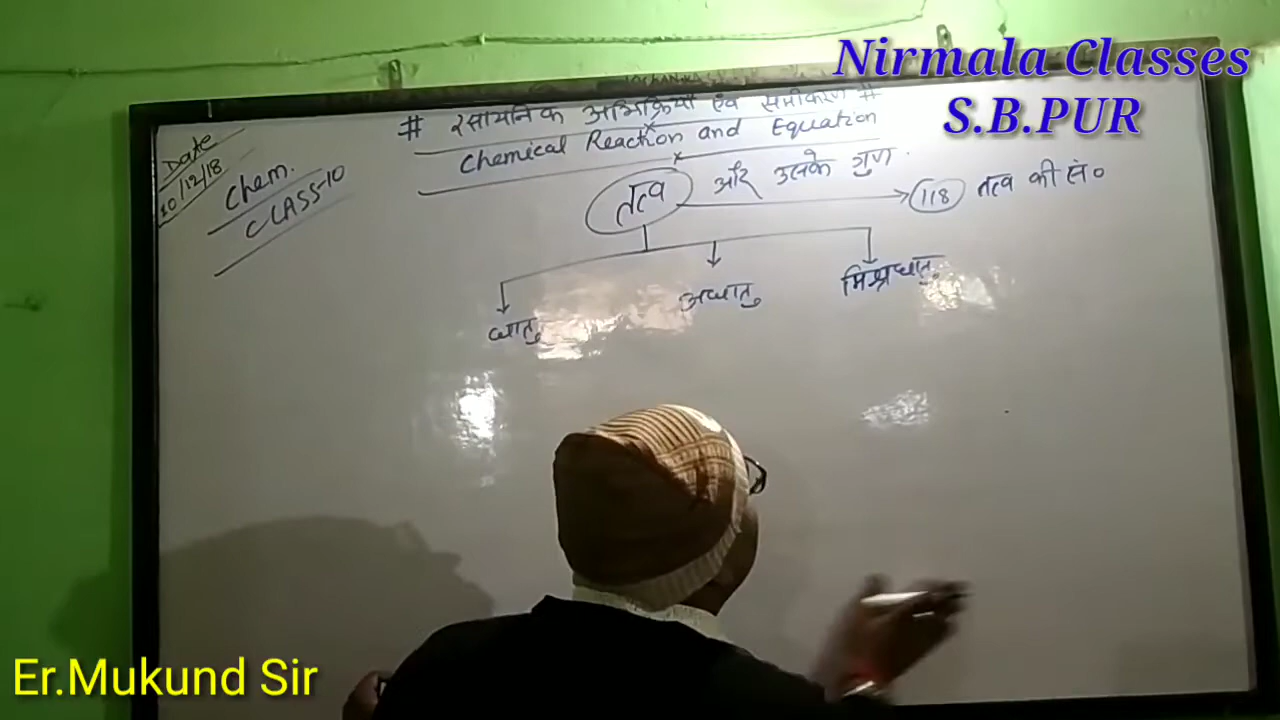 Nirmala Classes
S.B.PUR
# रसायनिक अभिक्रिया एवं समीकरण #
Chemical Reaction and Equation
Date
10/12/18
Chem.
CLASS-10
तत्व और उसके गुण.
118 तत्व की सं०
धातु
अधातु
मिश्रधातु
Er.Mukund Sir